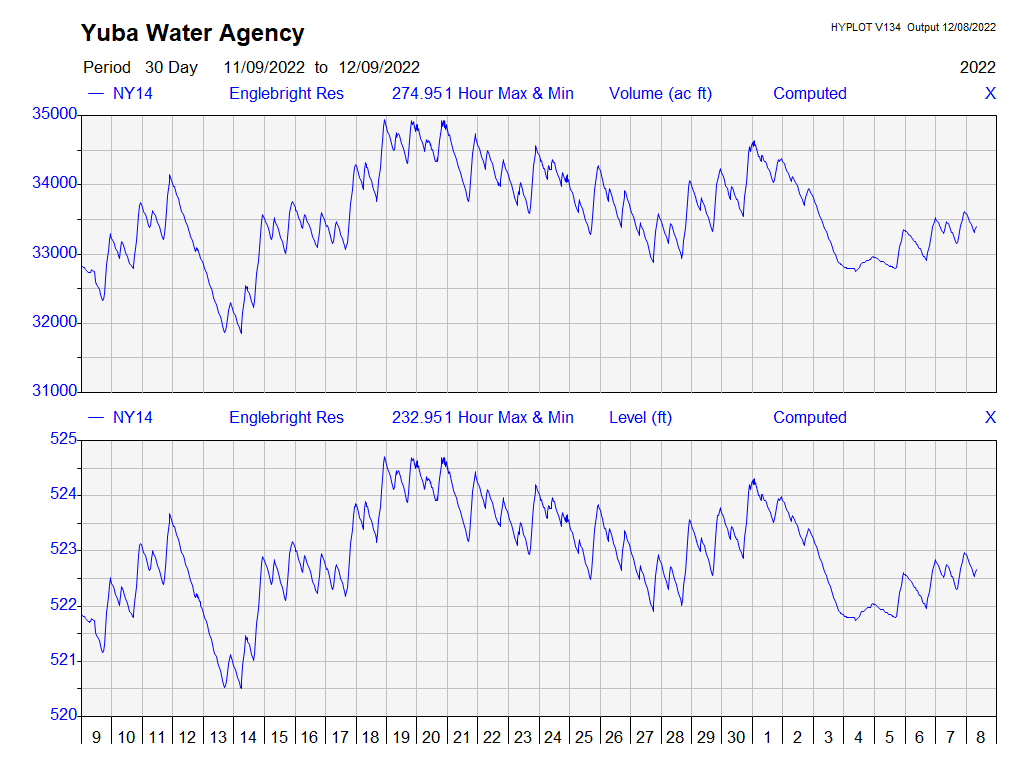 Yuba Water Agency
HYPLOT V134 Output 12/08/2022
Period 30 Day 11/09/2022 to 12/09/2022 2022
NY14 Englebright Res 274.951 Hour Max & Min Volume (ac ft) Computed X
35000
34000
33000
32000
31000
NY14 Englebright Res 232.951 Hour Max & Min Level (ft) Computed X
525
524
523
522
521
520
9 10 11 12 13 14 15 16 17 18 19 20 21 22 23 24 25 26 27 28 29 30 1 2 3 4 5 6 7 8